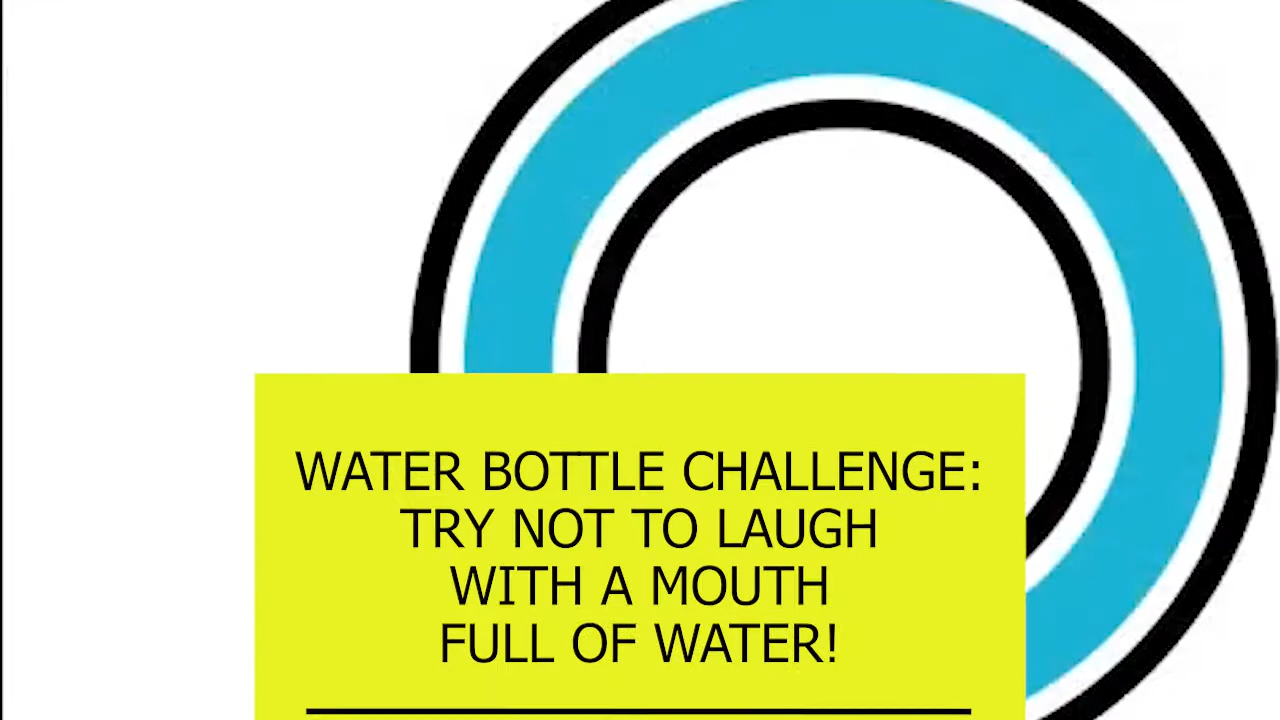 WATER BOTTLE CHALLENGE:
TRY NOT TO LAUGH
WITH A MOUTH
FULL OF WATER!